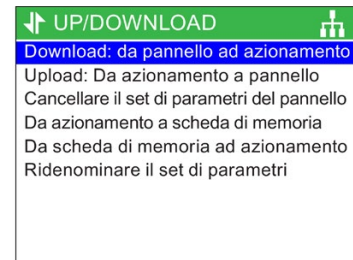 UP/DOWNLOAD
Download: da pannello ad azionamento
Upload: Da azionamento a pannello
Cancellare il set di parametri del pannello
Da azionamento a scheda di memoria
Da scheda di memoria ad azionamento
Ridenominare il set di parametri